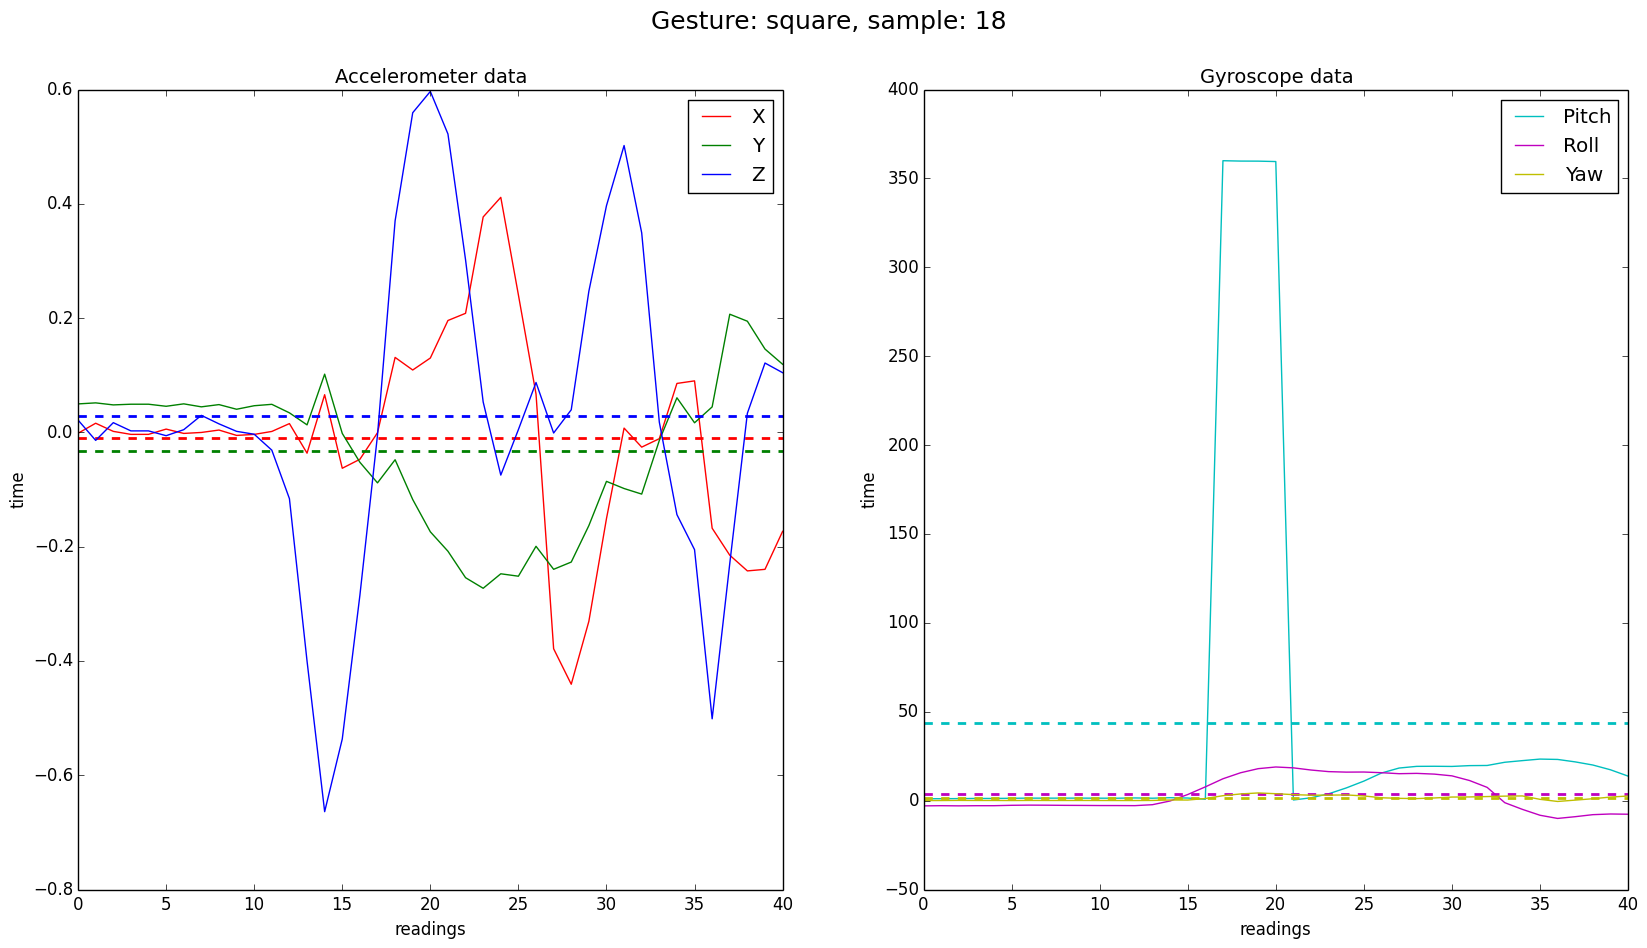 Gesture: square, sample: 18
Accelerometer data
0.6
0.4
0.2
0.0
−0.2
−0.4
−0.6
−0.8
time
0 5 10 15 20 25 30 35 40
readings
X
Y
Z
Gyroscope data
400
350
300
250
200
150
100
50
0
−50
time
0 5 10 15 20 25 30 35 40
readings
Pitch
Roll
Yaw